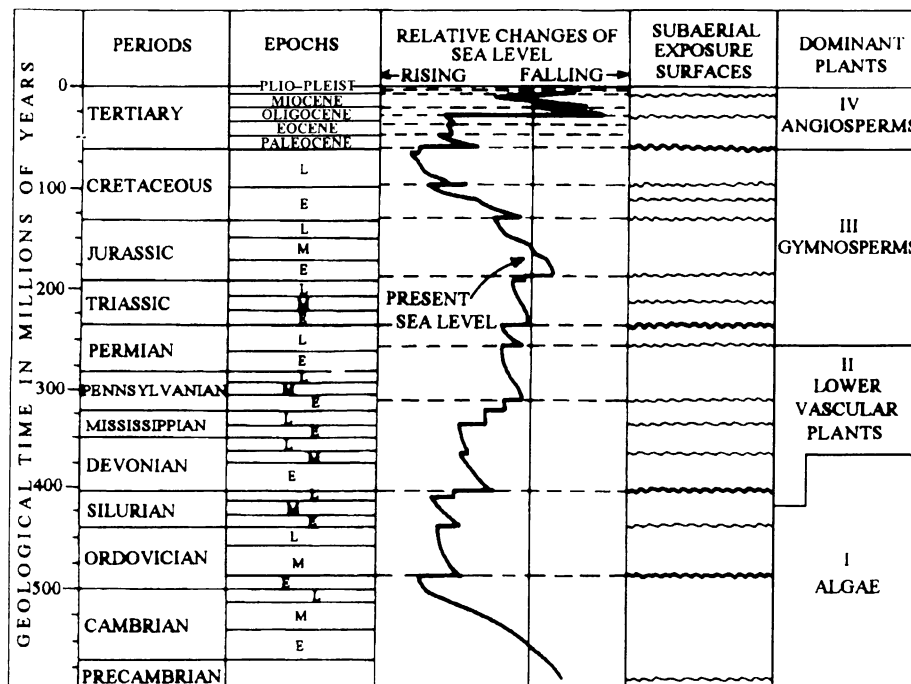 GEOLOGICAL TIME IN MILLIONS OF YEARS
PERIODS
EPOCHS
RELATIVE CHANGES OF
SEA LEVEL
RISING
FALLING
SUBAERIAL
EXPOSURE
SURFACES
DOMINANT
PLANTS
0
100
200
300
400
500
TERTIARY
CRETACEOUS
JURASSIC
TRIASSIC
PERMIAN
PENNSYLVANIAN
MISSISSIPPIAN
DEVONIAN
SILURIAN
ORDOVICIAN
CAMBRIAN
PRECAMBRIAN
PLIO-PLEIST
MIOCENE
OLIGOCENE
EOCENE
PALEOCENE
L
E
L
M
E
L
M
E
L
E
L
M
E
L
E
L
M
E
L
M
E
L
M
E
L
M
E
PRESENT
SEA LEVEL
IV
ANGIOSPERMS
III
GYMNOSPERMS
II
LOWER
VASCULAR
PLANTS
I
ALGAE